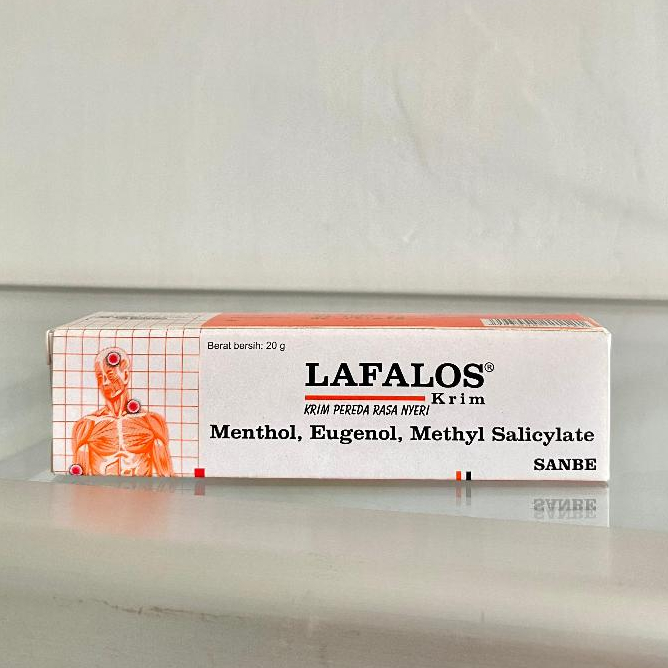 Berat bersih: 20 g
LAFALOS®
Krim
KRIM PEREDA RASA NYERI
Menthol, Eugenol, Methyl Salicylate
SANBE